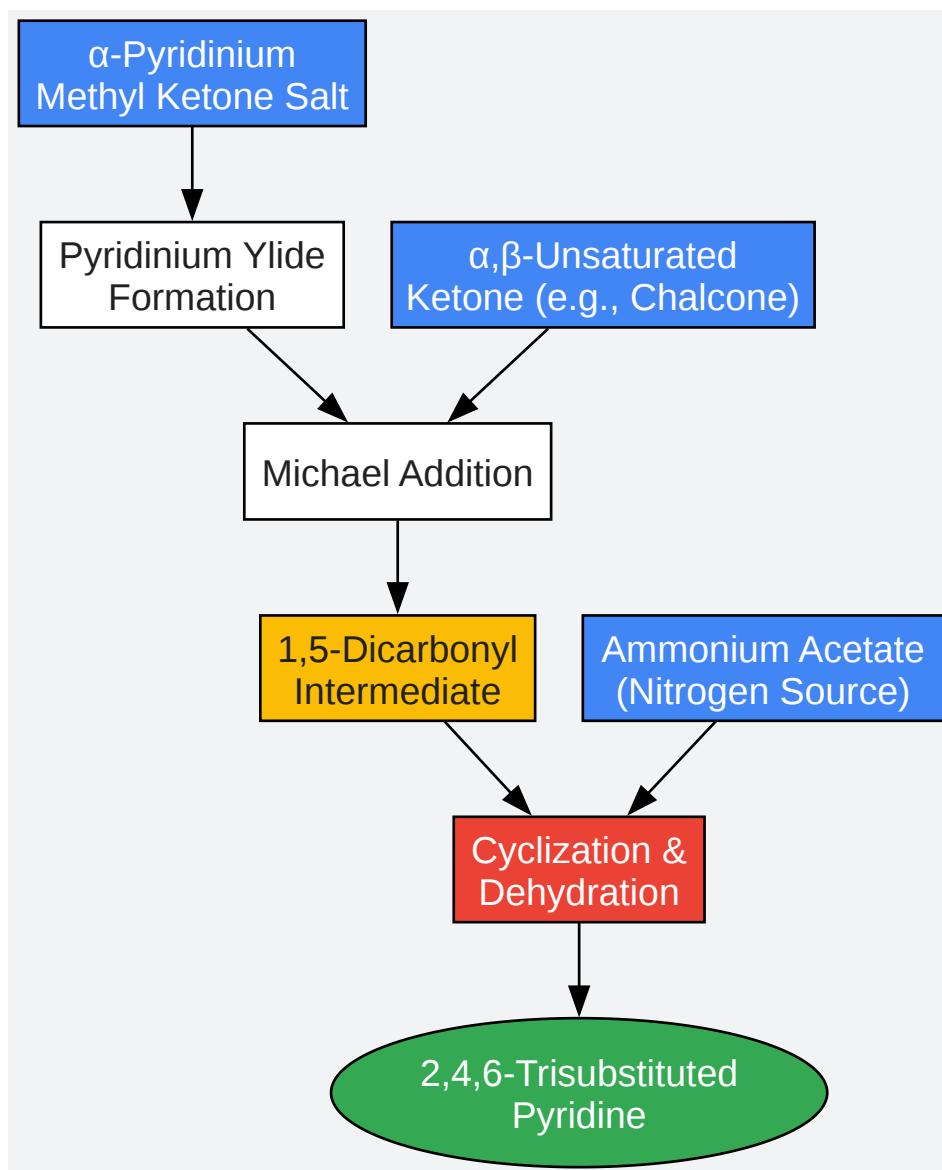 α-Pyridinium
Methyl Ketone Salt
Pyridinium Ylide
Formation
α,β-Unsaturated
Ketone (e.g., Chalcone)
Michael Addition
1,5-Dicarbonyl
Intermediate
Ammonium Acetate
(Nitrogen Source)
Cyclization &
Dehydration
2,4,6-Trisubstituted
Pyridine